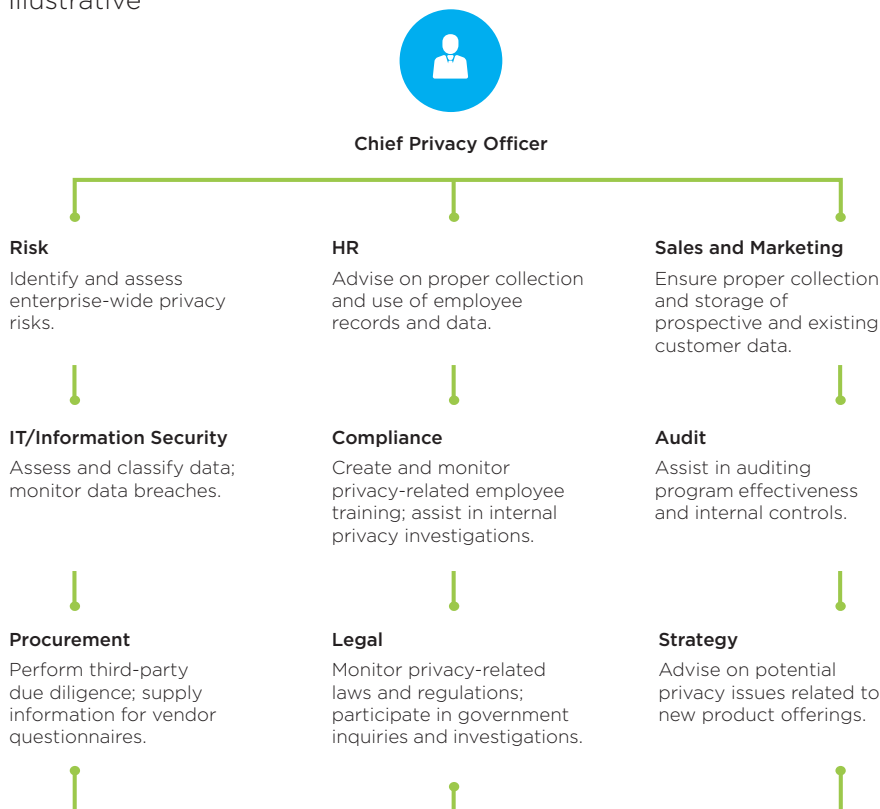 Illustrative
Chief Privacy Officer
Risk
Identify and assess
enterprise-wide privacy
risks.
HR
Advise on proper collection
and use of employee
records and data.
Sales and Marketing
Ensure proper collection
and storage of
prospective and existing
customer data.
IT/Information Security
Assess and classify data;
monitor data breaches.
Compliance
Create and monitor
privacy-related employee
training; assist in internal
privacy investigations.
Audit
Assist in auditing
program effectiveness
and internal controls.
Procurement
Perform third-party
due diligence; supply
information for vendor
questionnaires.
Legal
Monitor privacy-related
laws and regulations;
participate in government
inquiries and investigations.
Strategy
Advise on potential
privacy issues related to
new product offerings.